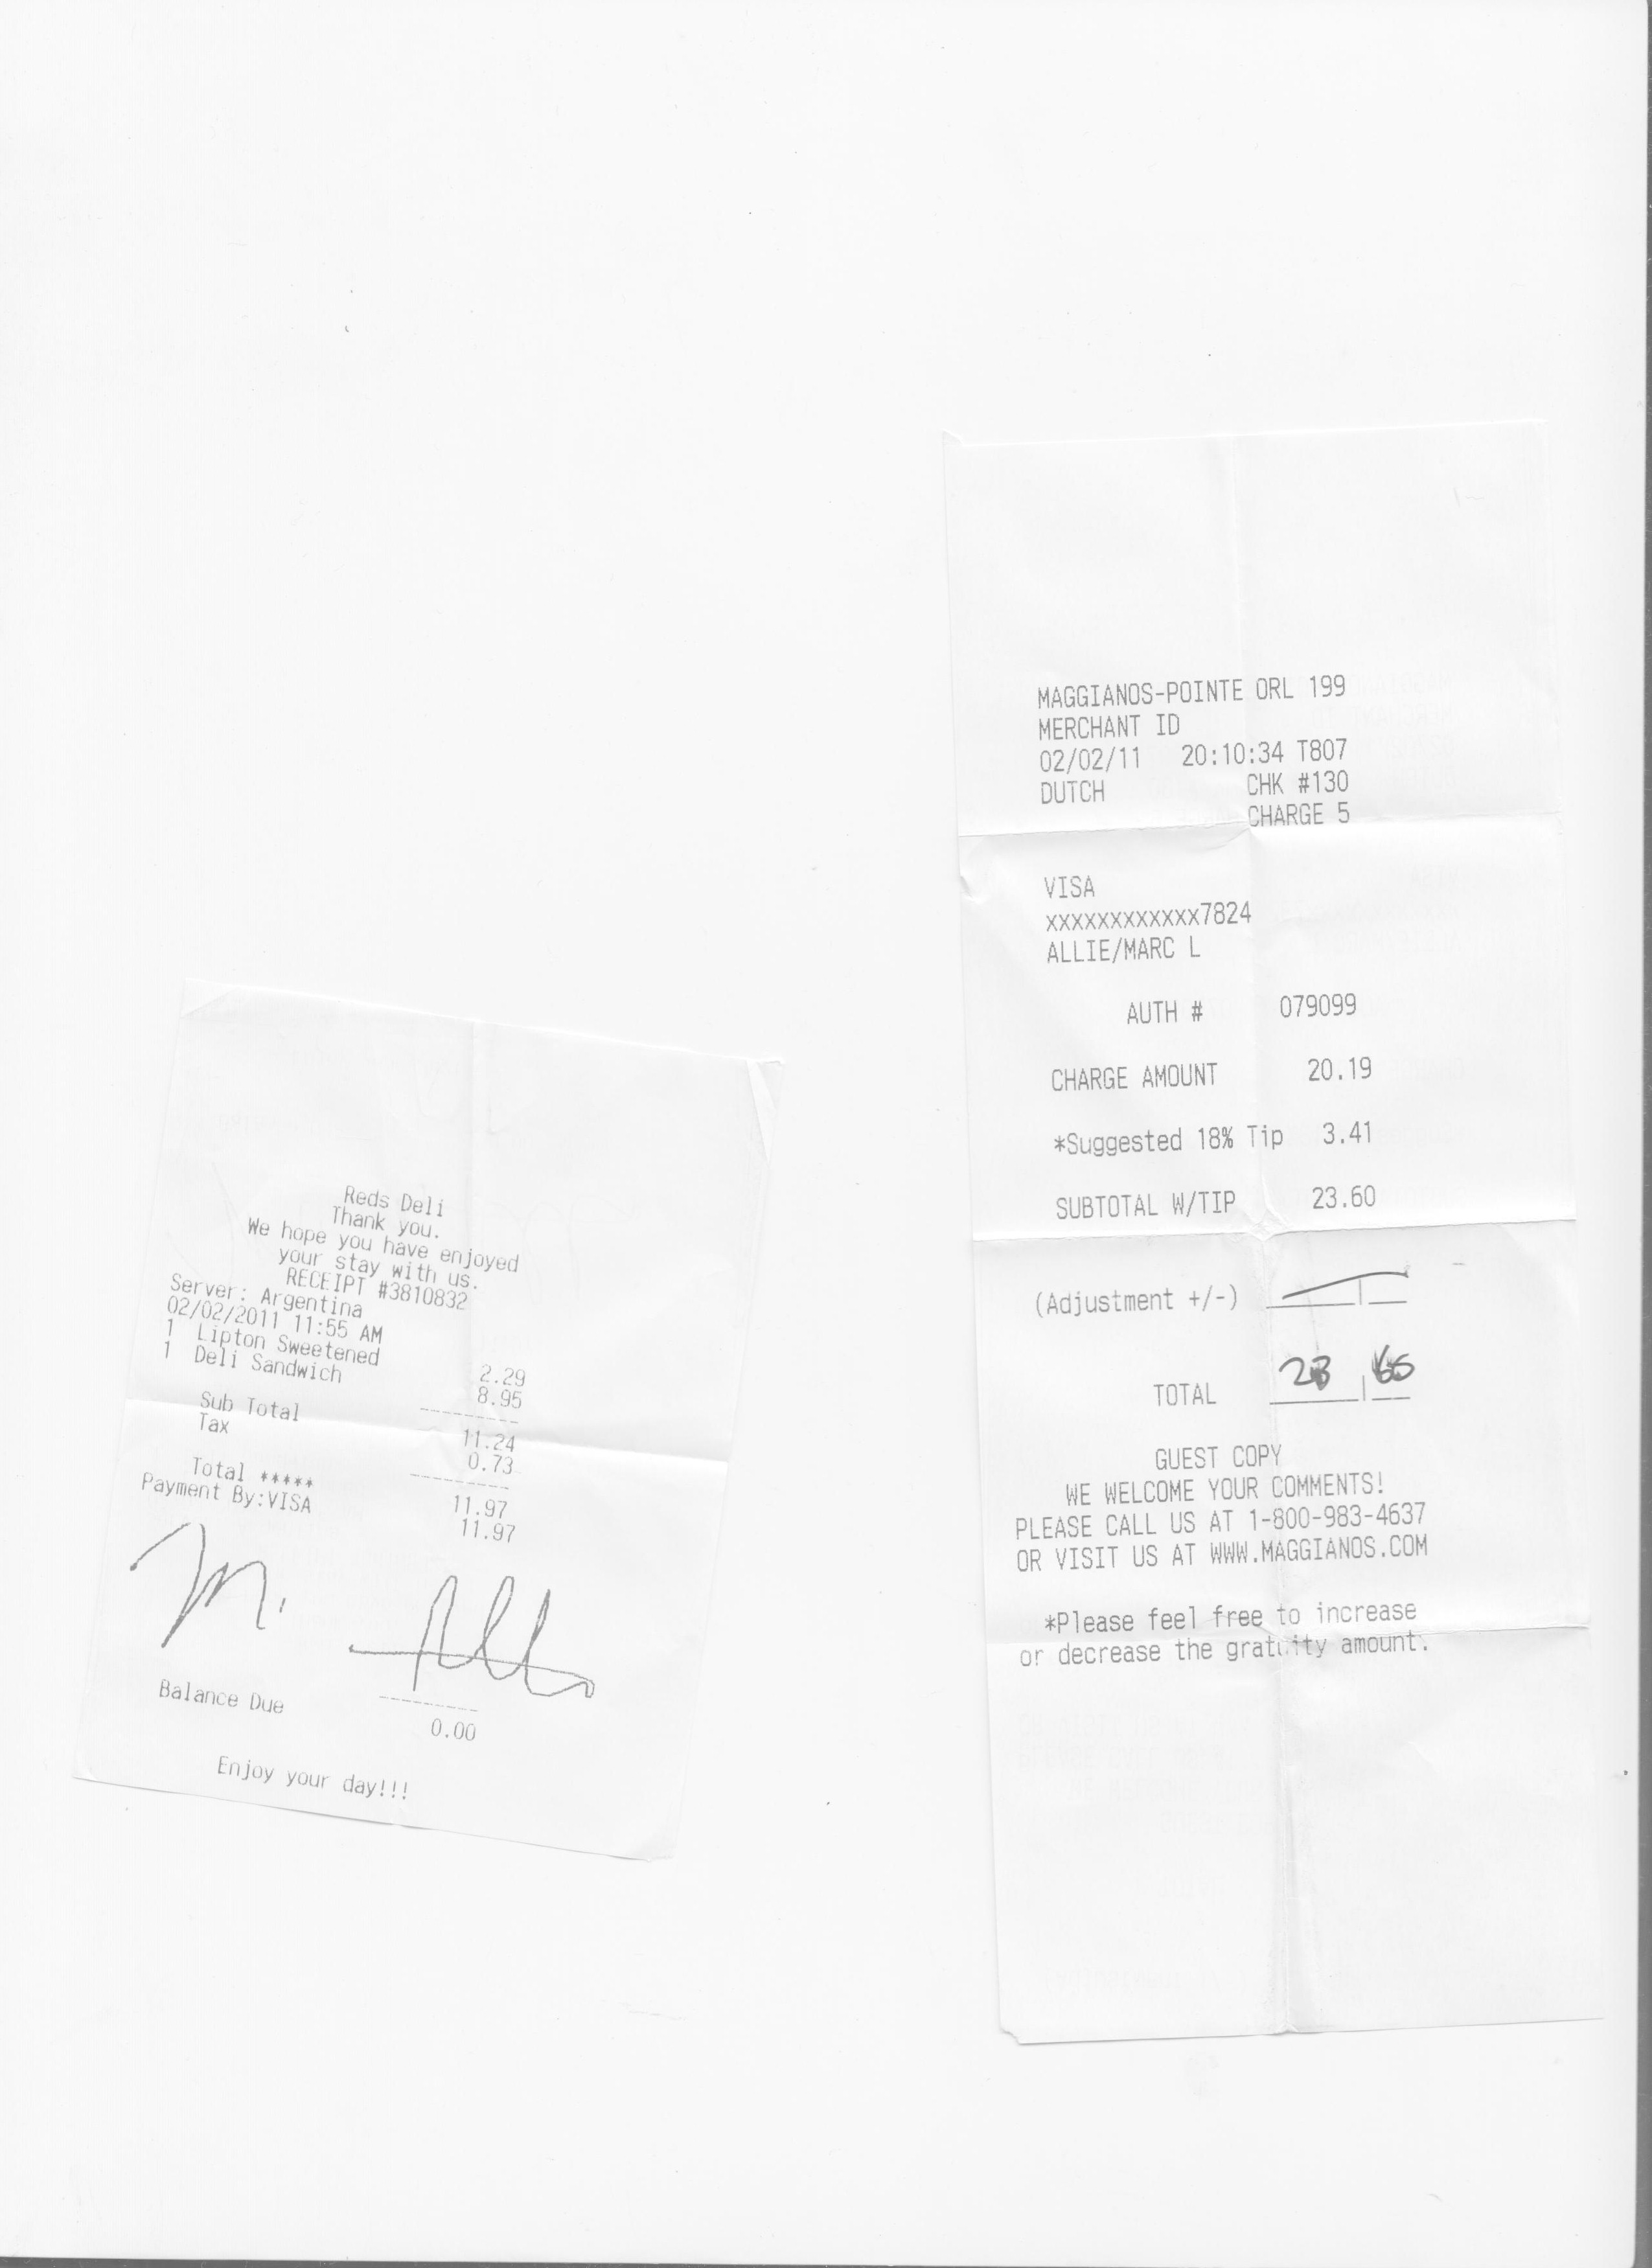 Reds Deli
Thank you.
We hope you have enjoyed
your stay with us.
RECEIPT #3810832
Server: Argentina
02/02/2011 11:55 AM
1 Lipton Sweetened 2.29
1 Deli Sandwich 8.95
Sub Total 11.24
Tax 0.73
Total ***** 11.97
Payment By:VISA 11.97
Balance Due 0.00
Enjoy your day!!!
MAGGIANOS-POINTE ORL 199
MERCHANT ID
02/02/11 20:10:34 T807
DUTCH CHK #130
CHARGE 5
VISA
xxxxxxxxxxxx7824
ALLIE/MARC L
AUTH # 079099
CHARGE AMOUNT 20.19
*Suggested 18% Tip 3.41
SUBTOTAL W/TIP 23.60
(Adjustment +/-)
TOTAL
GUEST COPY
WE WELCOME YOUR COMMENTS!
PLEASE CALL US AT 1-800-983-4637
OR VISIT US AT WWW.MAGGIANOS.COM
*Please feel free to increase
or decrease the gratuity amount.